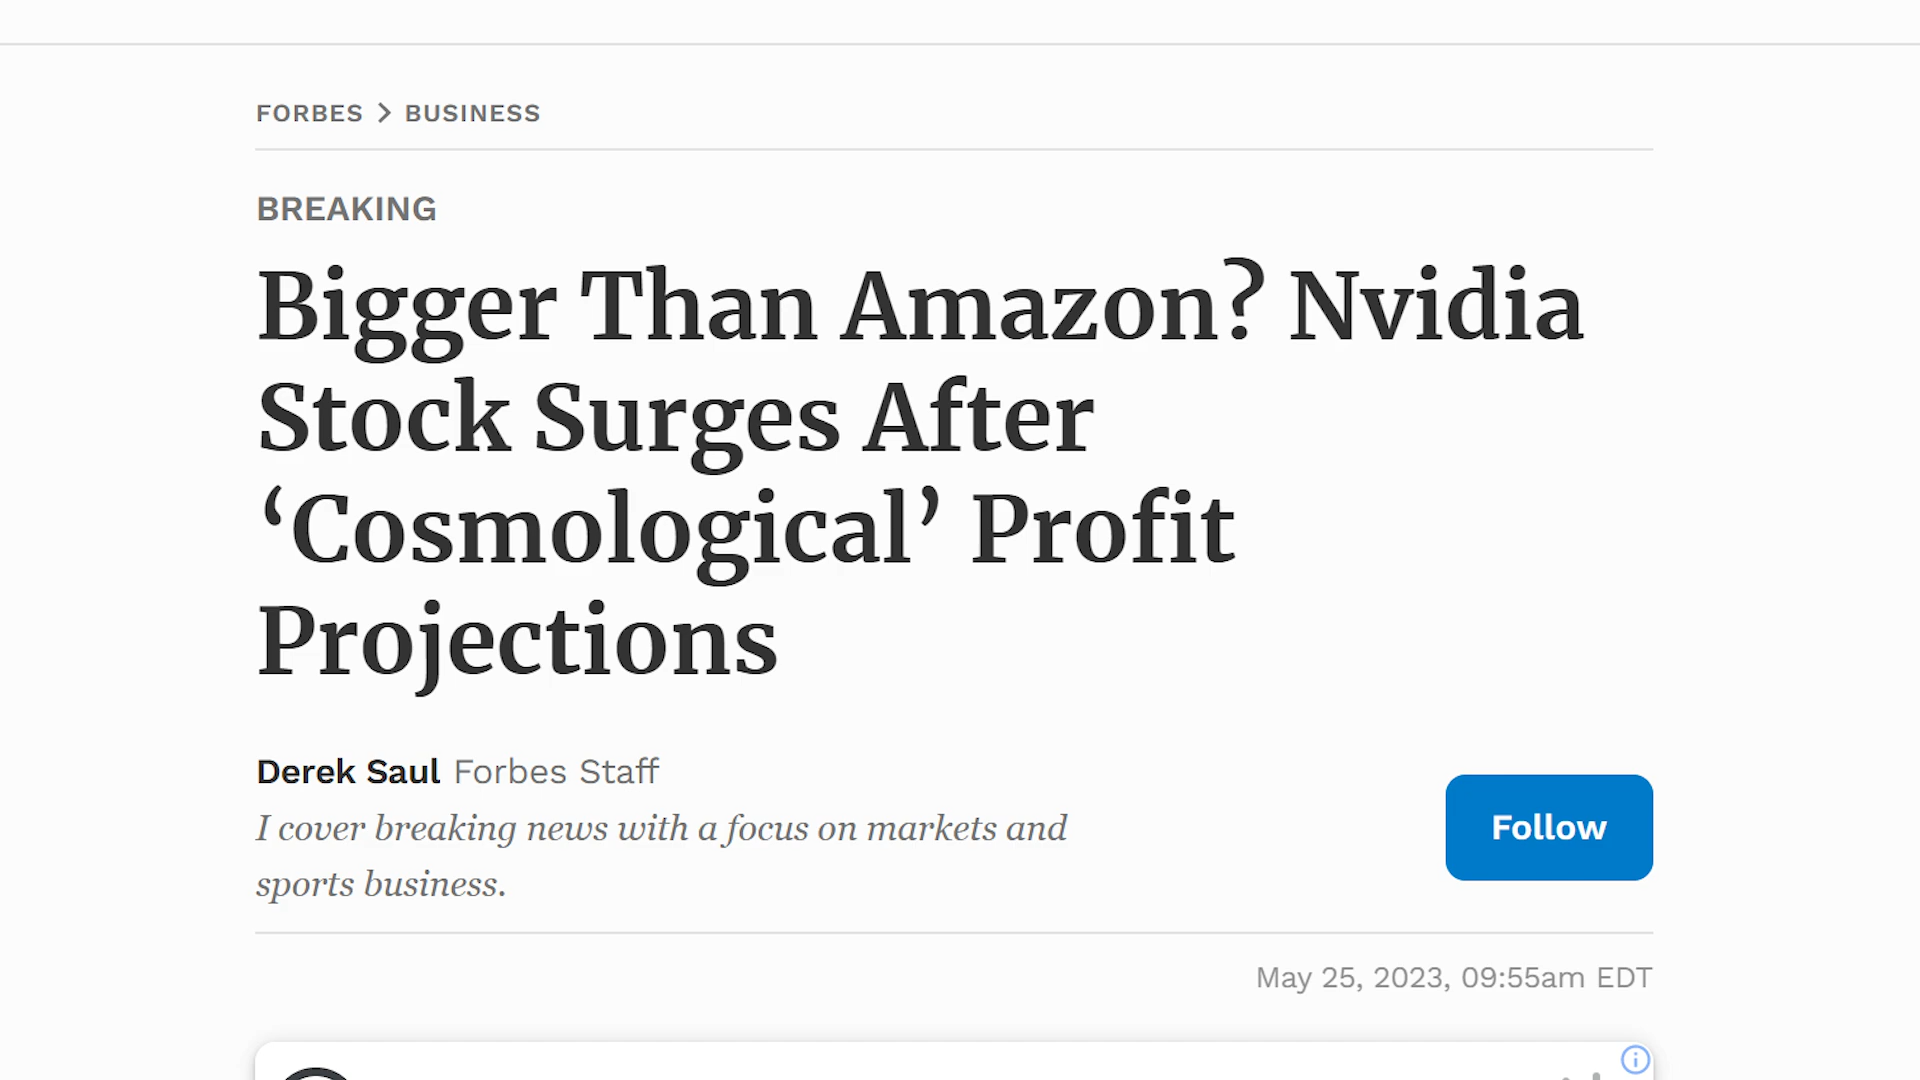 FORBES > BUSINESS
BREAKING
Bigger Than Amazon? Nvidia
Stock Surges After
‘Cosmological’ Profit
Projections
Derek Saul Forbes Staff
I cover breaking news with a focus on markets and
sports business.
Follow
May 25, 2023, 09:55am EDT